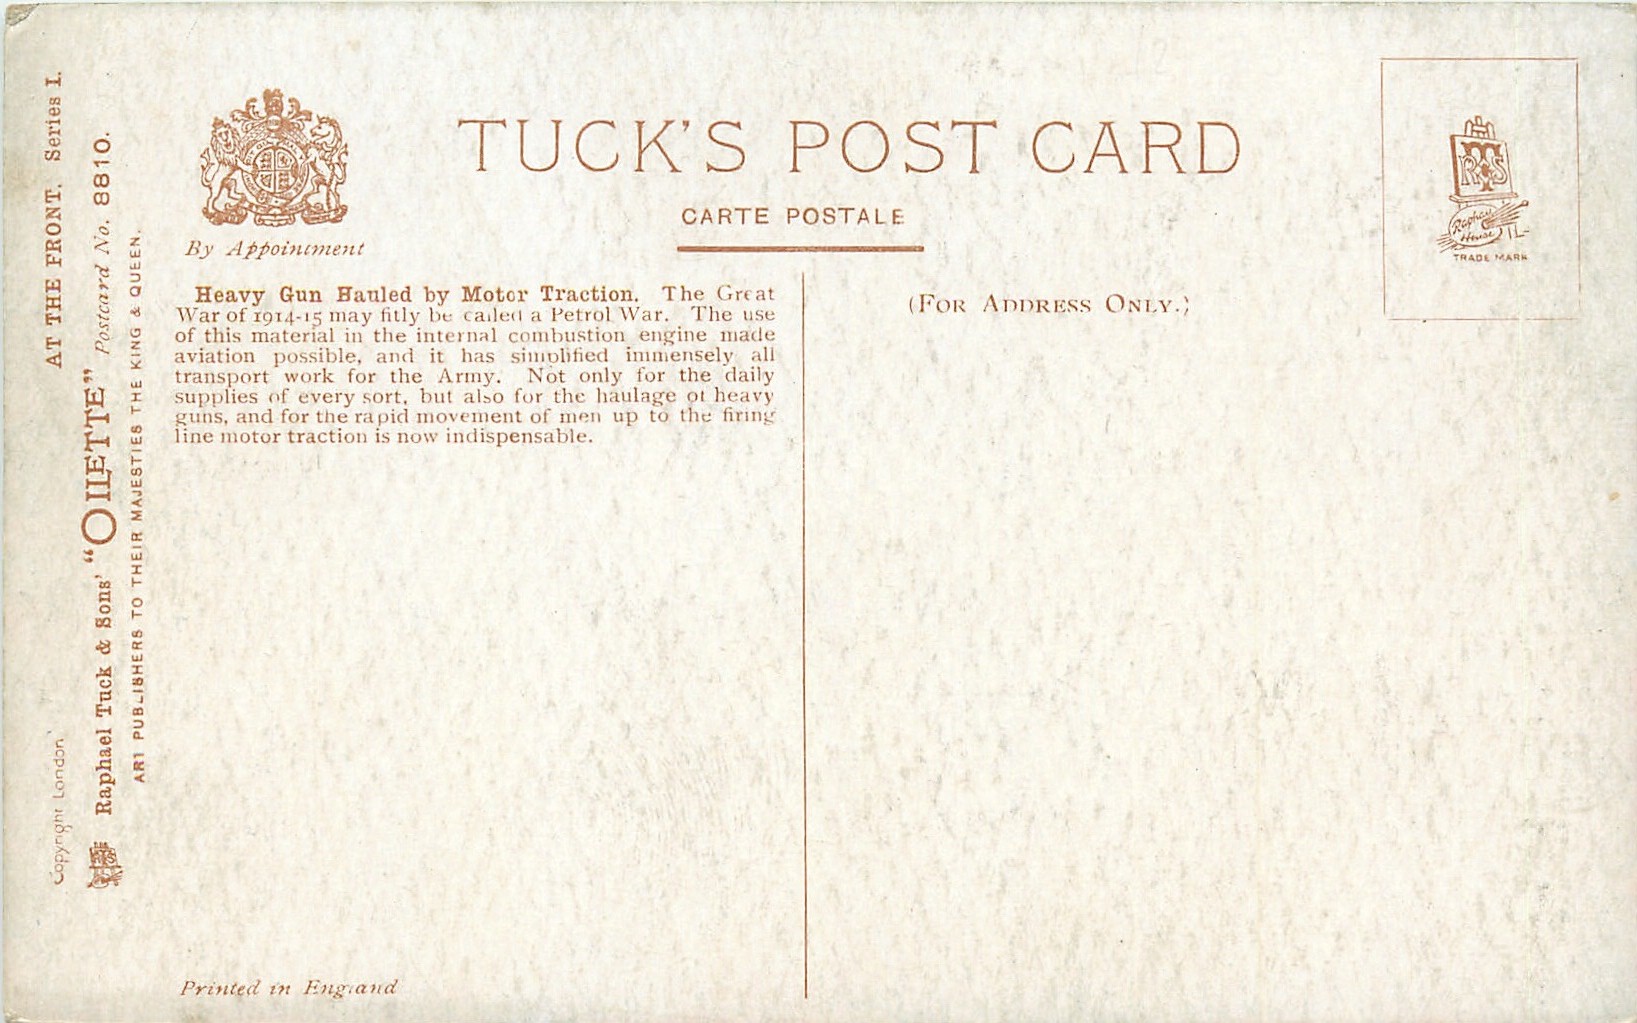 AT THE FRONT. Series I.
Copyright London
Raphael Tuck & Sons' "OILETTE" Postcard No. 8810.
ART PUBLISHERS TO THEIR MAJESTIES THE KING & QUEEN.
By Appointment
TUCK'S POST CARD
CARTE POSTALE
Heavy Gun Hauled by Motor Traction. The Great
War of 1914-15 may fitly be called a Petrol War. The use
of this material in the internal combustion engine made
aviation possible, and it has simplified immensely all
transport work for the Army. Not only for the daily
supplies of every sort, but also for the haulage of heavy
guns, and for the rapid movement of men up to the firing
line motor traction is now indispensable.
Printed in England
(FOR ADDRESS ONLY.)
RTS
Raphael
House
TRADE MARK